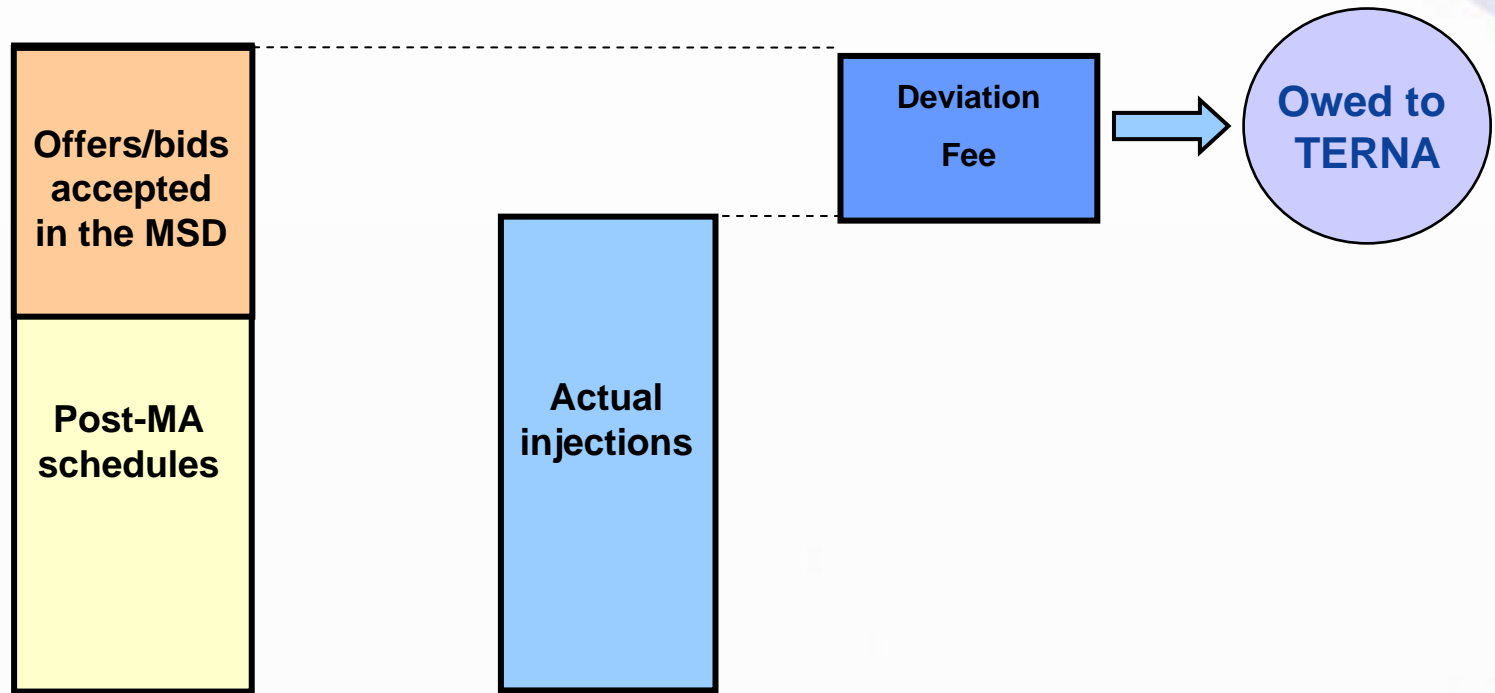 Offers/bids
accepted
in the MSD
Post-MA
schedules
Actual
injections
Deviation
Fee
Owed to
TERNA